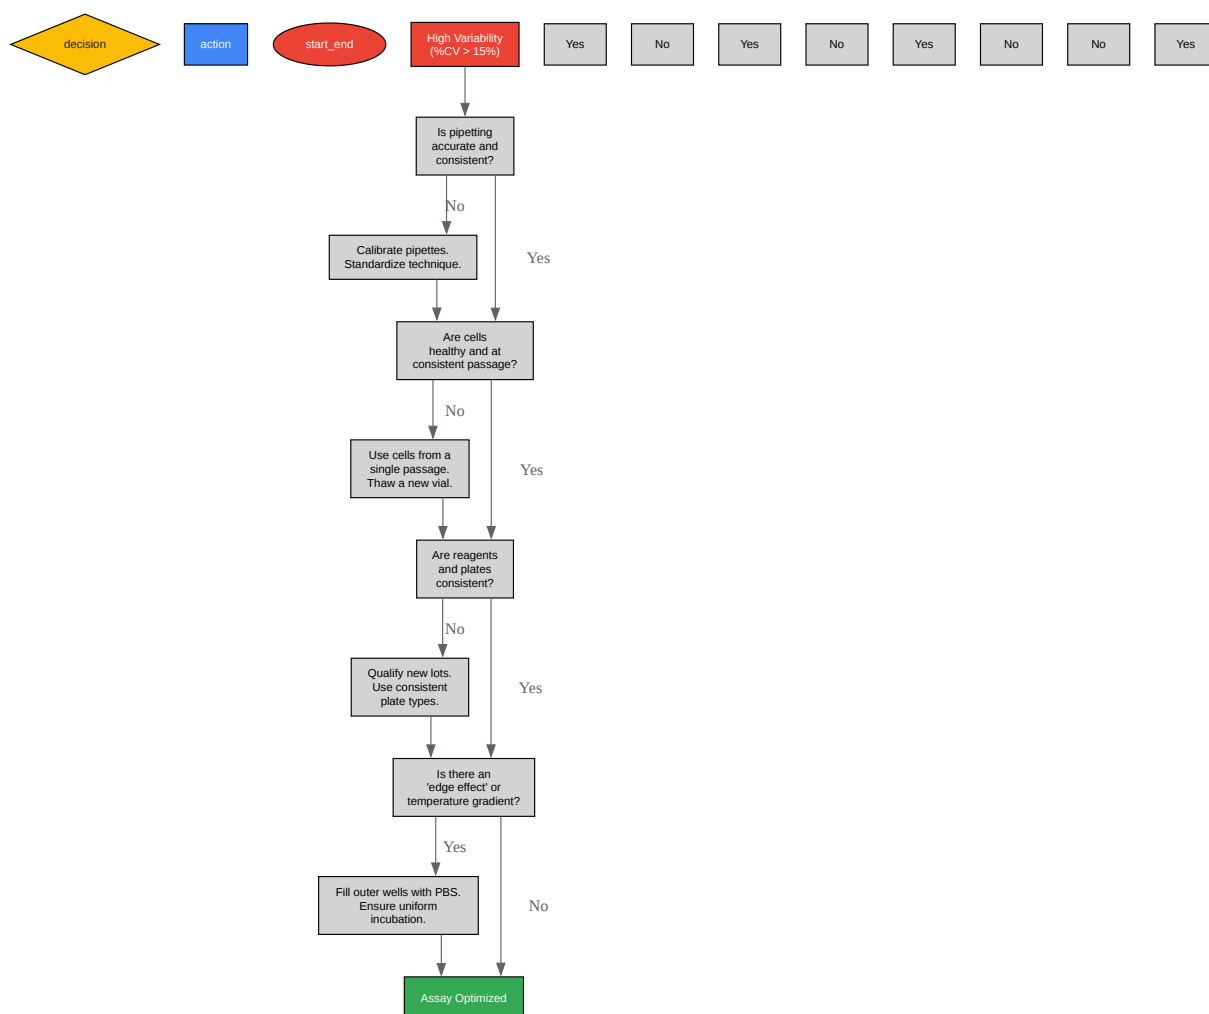 decision
action
start_end
High Variability
(%CV > 15%)
Yes
No
Yes
No
Yes
No
No
Yes
Is pipetting
accurate and
consistent?
No
Calibrate pipettes.
Standardize technique.
Yes
Are cells
healthy and at
consistent passage?
No
Use cells from a
single passage.
Thaw a new vial.
Yes
Are reagents
and plates
consistent?
No
Qualify new lots.
Use consistent
plate types.
Yes
Is there an
'edge effect' or
temperature gradient?
Yes
Fill outer wells with PBS.
Ensure uniform
incubation.
No
Assay Optimized